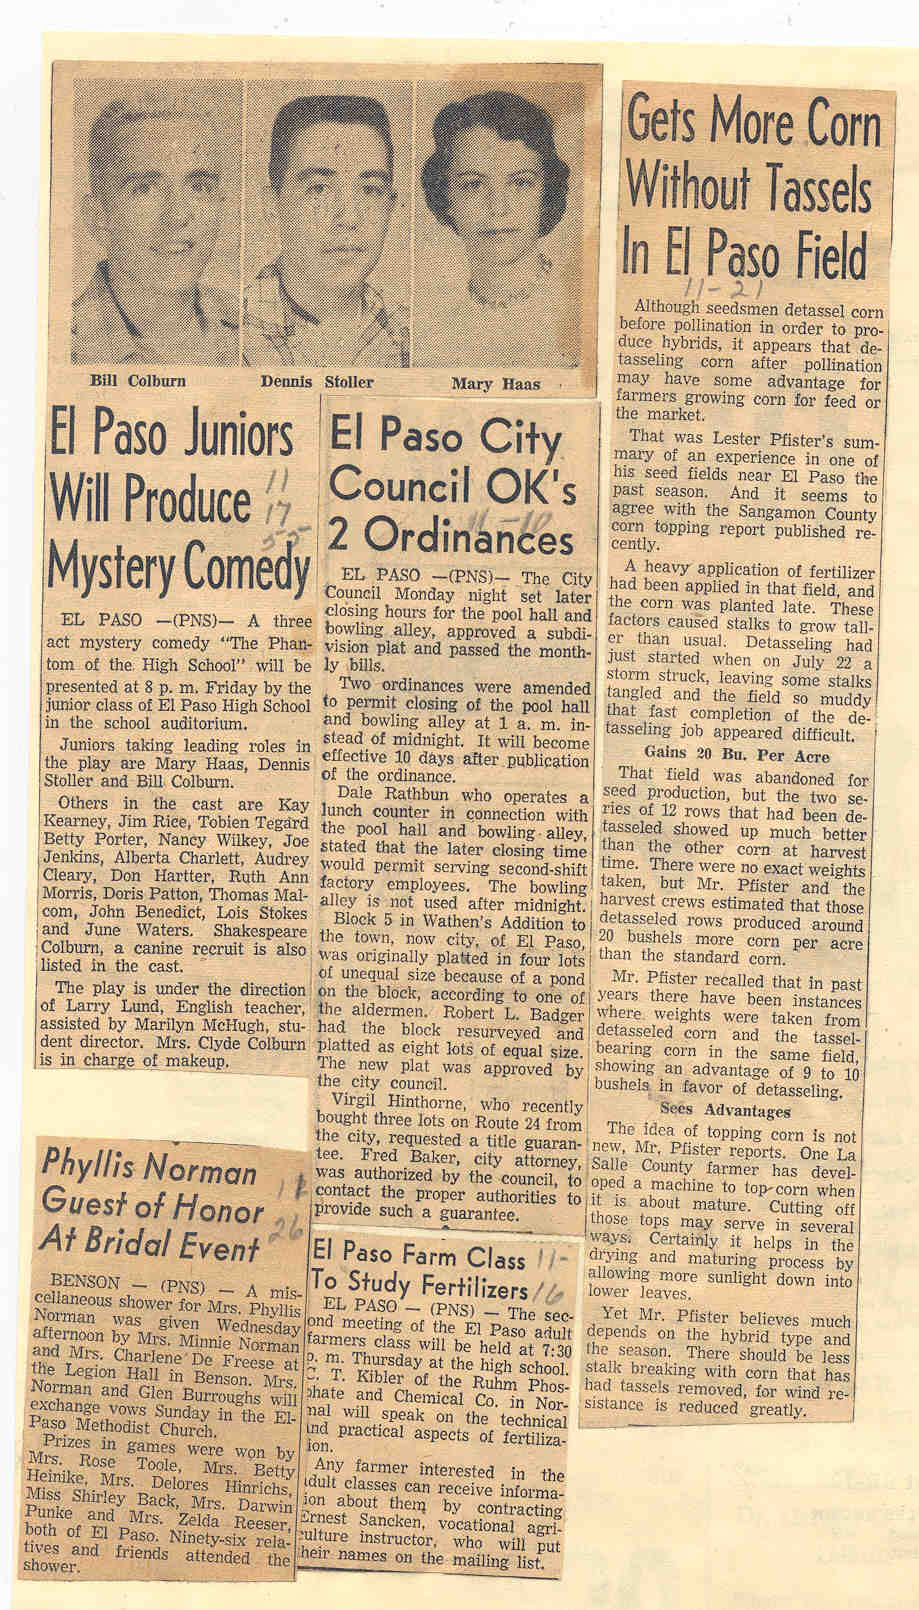 Bill Colburn
Dennis Stoller
Mary Haas
El Paso Juniors
Will Produce
Mystery Comedy
11
17
55
EL PASO —(PNS)— A three
act mystery comedy "The Phan-
tom of the High School" will be
presented at 8 p. m. Friday by the
junior class of El Paso High School
in the school auditorium.
Juniors taking leading roles in
the play are Mary Haas, Dennis
Stoller and Bill Colburn.
Others in the cast are Kay
Kearney, Jim Rice, Tobien Tegard
Betty Porter, Nancy Wilkey, Joe
Jenkins, Alberta Charlett, Audrey
Cleary, Don Hartter, Ruth Ann
Morris, Doris Patton, Thomas Mal-
com, John Benedict, Lois Stokes
and June Waters. Shakespeare
Colburn, a canine recruit is also
listed in the cast.
The play is under the direction
of Larry Lund, English teacher,
assisted by Marilyn McHugh, stu-
dent director. Mrs. Clyde Colburn
is in charge of makeup.
Phyllis Norman
Guest of Honor
At Bridal Event
26
BENSON — (PNS) — A mis-
cellaneous shower for Mrs. Phyllis
Norman was given Wednesday
afternoon by Mrs. Minnie Norman
and Mrs. Charlene De Freese at
the Legion Hall in Benson. Mrs.
Norman and Glen Burroughs will
exchange vows Sunday in the El-
Paso Methodist Church.
Prizes in games were won by
Mrs. Rose Toole, Mrs. Betty
Heinike, Mrs. Delores Hinrichs,
Miss Shirley Back, Mrs. Darwin
Punke and Mrs. Zelda Reeser,
both of El Paso. Ninety-six rela-
tives and friends attended the
shower.
El Paso City
Council OK's
2 Ordinances
11-10
EL PASO —(PNS)— The City
Council Monday night set later
closing hours for the pool hall and
bowling alley, approved a subdi-
vision plat and passed the month-
ly bills.
Two ordinances were amended
to permit closing of the pool hall
and bowling alley at 1 a. m. in-
stead of midnight. It will become
effective 10 days after publication
of the ordinance.
Dale Rathbun who operates a
lunch counter in connection with
the pool hall and bowling alley,
stated that the later closing time
would permit serving second-shift
factory employees. The bowling
alley is not used after midnight.
Block 5 in Wathen's Addition to
the town, now city, of El Paso,
was originally platted in four lots
of unequal size because of a pond
on the block, according to one of
the aldermen. Robert L. Badger
had the block resurveyed and
platted as eight lots of equal size.
The new plat was approved by
the city council.
Virgil Hinthorne, who recently
bought three lots on Route 24 from
the city, requested a title guaran-
tee. Fred Baker, city attorney,
was authorized by the council, to
contact the proper authorities to
provide such a guarantee.
El Paso Farm Class
To Study Fertilizers
11-
16
EL PASO — (PNS) — The sec-
ond meeting of the El Paso adult
farmers class will be held at 7:30
p. m. Thursday at the high school.
C. T. Kibler of the Ruhm Phos-
phate and Chemical Co. in Nor-
mal will speak on the technical
and practical aspects of fertiliza-
ion.
Any farmer interested in the
adult classes can receive informa-
ion about them by contracting
Ernest Sancken, vocational agri-
culture instructor, who will put
their names on the mailing list.
Gets More Corn
Without Tassels
In El Paso Field
11-21
Although seedsmen detassel corn
before pollination in order to pro-
duce hybrids, it appears that de-
tasseling corn after pollination
may have some advantage for
farmers growing corn for feed or
the market.
That was Lester Pfister's sum-
mary of an experience in one of
his seed fields near El Paso the
past season. And it seems to
agree with the Sangamon County
corn topping report published re-
cently.
A heavy application of fertilizer
had been applied in that field, and
the corn was planted late. These
factors caused stalks to grow tall-
er than usual. Detasseling had
just started when on July 22 a
storm struck, leaving some stalks
tangled and the field so muddy
that fast completion of the de-
tasseling job appeared difficult.
Gains 20 Bu. Per Acre
That field was abandoned for
seed production, but the two se-
ries of 12 rows that had been de-
tasseled showed up much better
than the other corn at harvest
time. There were no exact weights
taken, but Mr. Pfister and the
harvest crews estimated that those
detasseled rows produced around
20 bushels more corn per acre
than the standard corn.
Mr. Pfister recalled that in past
years there have been instances
where weights were taken from
detasseled corn and the tassel-
bearing corn in the same field,
showing an advantage of 9 to 10
bushels in favor of detasseling.
Sees Advantages
The idea of topping corn is not
new, Mr. Pfister reports. One La
Salle County farmer has devel-
oped a machine to top corn when
it is about mature. Cutting off
those tops may serve in several
ways. Certainly it helps in the
drying and maturing process by
allowing more sunlight down into
lower leaves.
Yet Mr. Pfister believes much
depends on the hybrid type and
the season. There should be less
stalk breaking with corn that has
had tassels removed, for wind re-
sistance is reduced greatly.